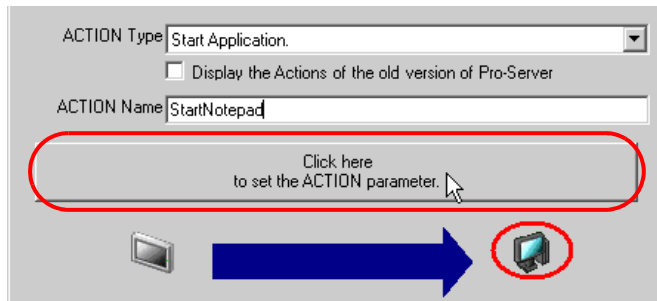 ACTION Type Start Application.
Display the Actions of the old version of Pro-Server
ACTION Name StartNotepad
Click here
to set the ACTION parameter.